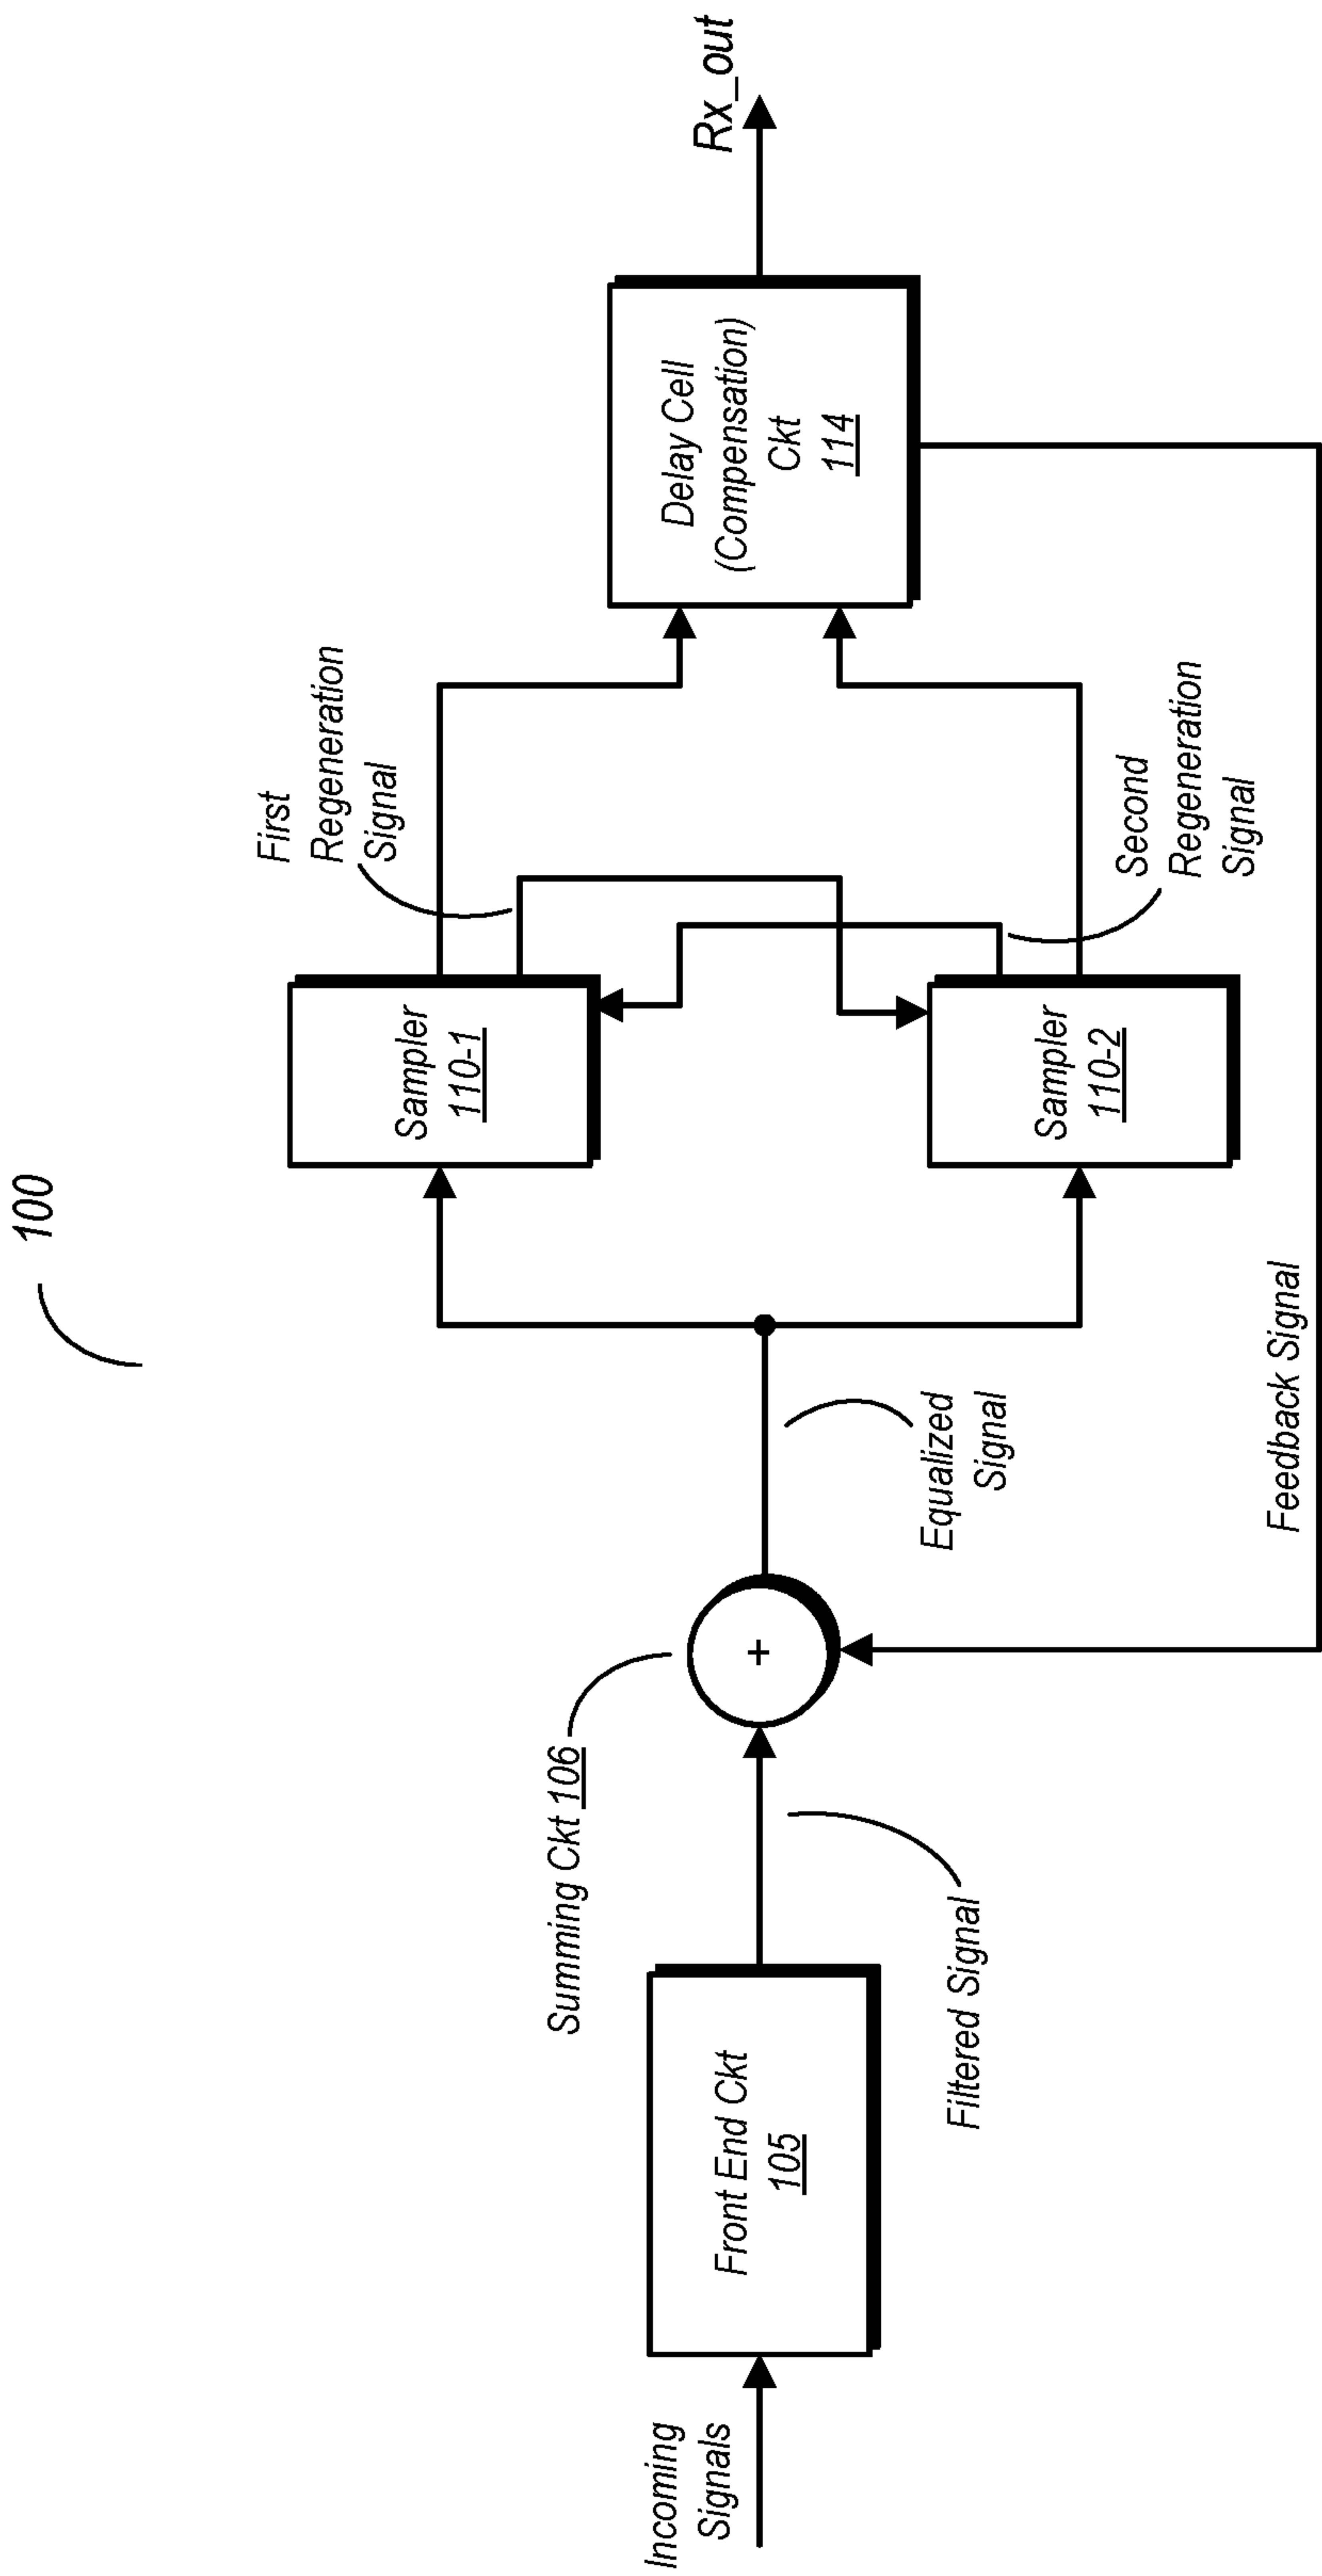 100
Incoming
Signals
Front End Ckt
105
Filtered Signal
Summing Ckt 106
+
Equalized
Signal
Sampler
110-1
Sampler
110-2
First
Regeneration
Signal
Second
Regeneration
Signal
Delay Cell
(Compensation)
Ckt
114
Rx_out
Feedback Signal